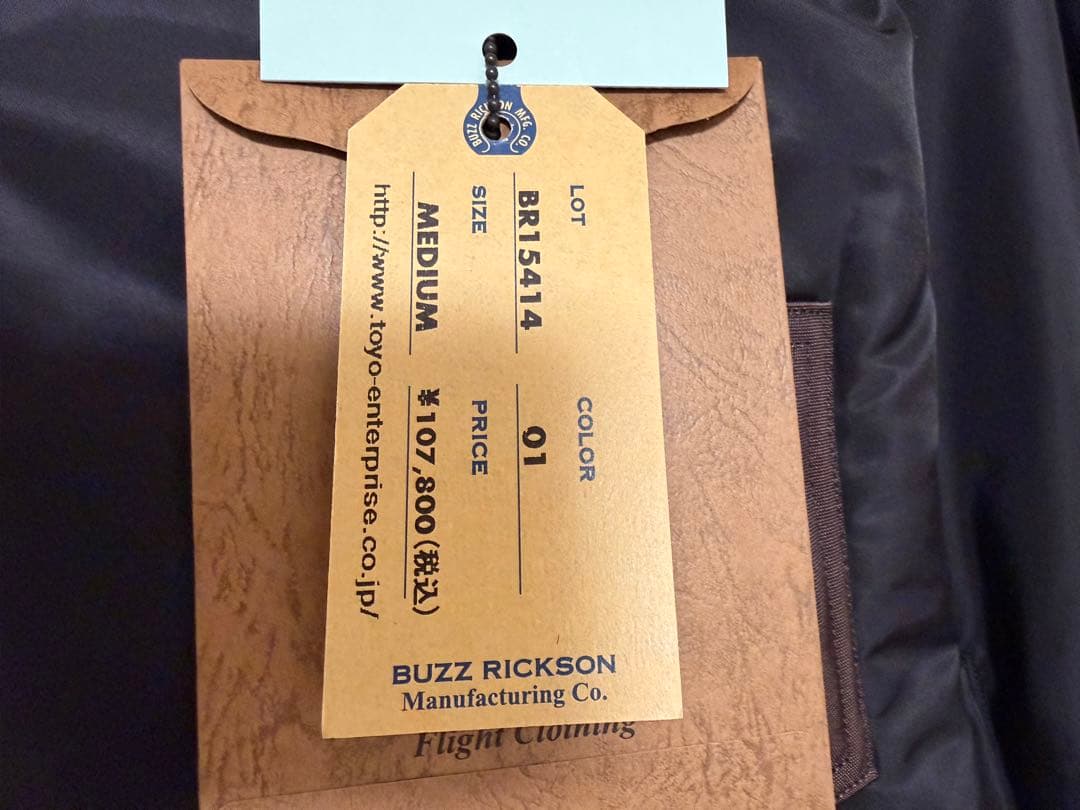 BUZZ RICKSON MFG. CO.
LOT
BR15414
COLOR
01
SIZE
MEDIUM
PRICE
¥107,800(税込)
http://www.toyo-enterprise.co.jp/
BUZZ RICKSON
Manufacturing Co.
Flight Clothing